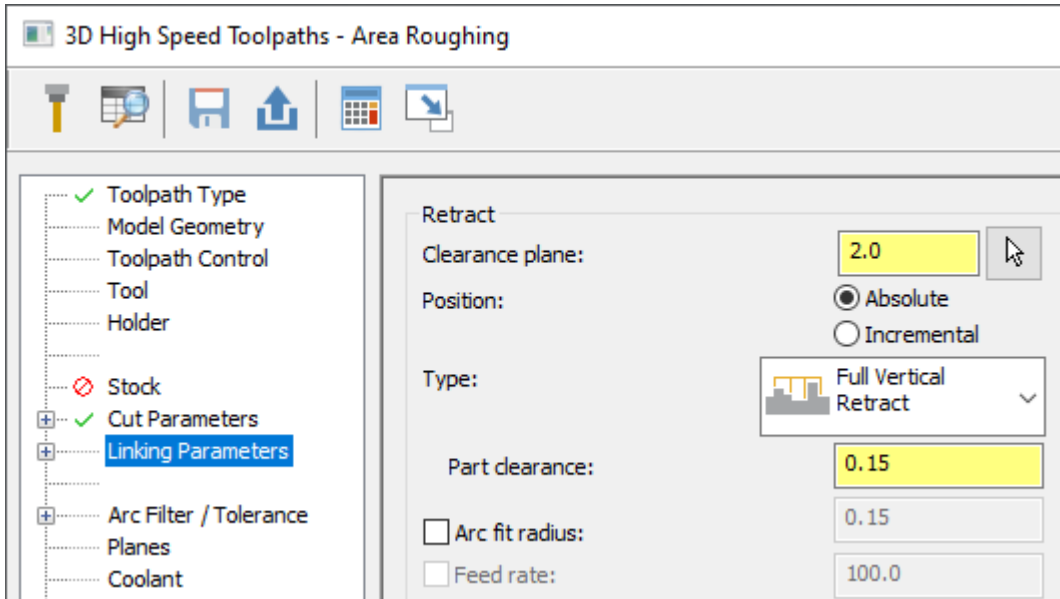 3D High Speed Toolpaths - Area Roughing
Toolpath Type
Model Geometry
Toolpath Control
Tool
Holder
Stock
Cut Parameters
Linking Parameters
Arc Filter / Tolerance
Planes
Coolant
Retract
Clearance plane: 2.0
Position: Absolute
Incremental
Type: Full Vertical
Retract
Part clearance: 0.15
Arc fit radius: 0.15
Feed rate: 100.0